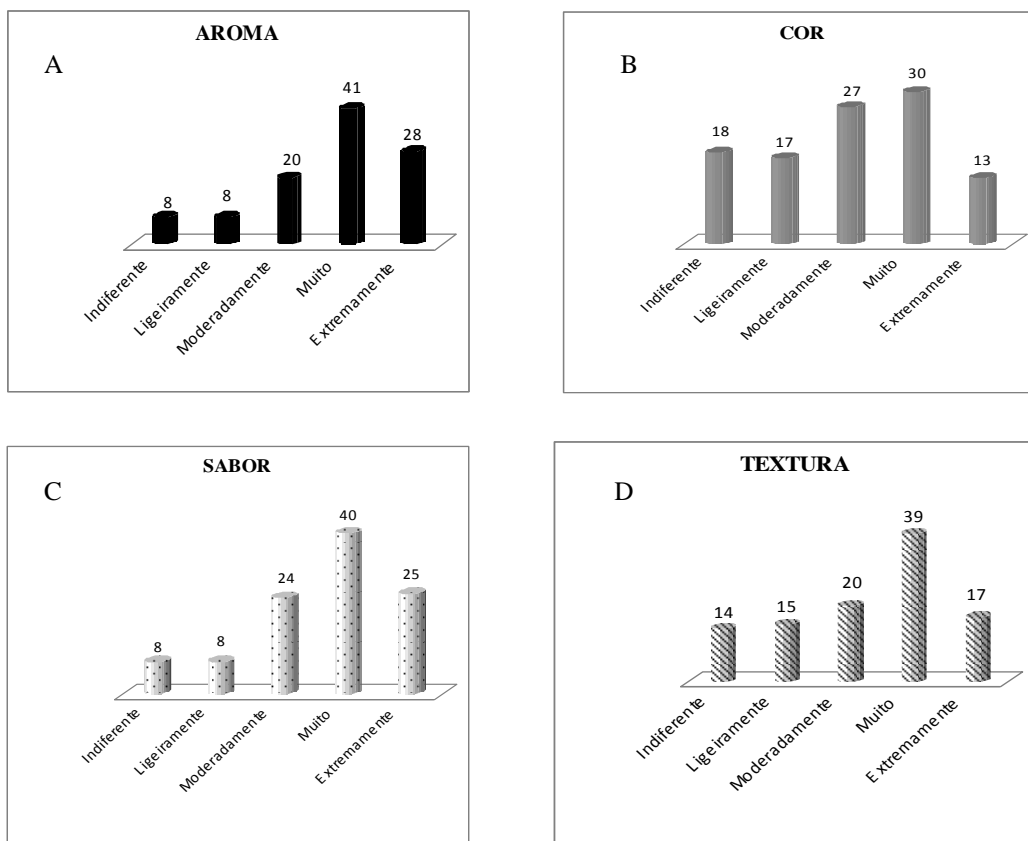 AROMA
A
8
8
20
41
28
Indiferente
Ligeiramente
Moderadamente
Muito
Extremamente
COR
B
18
17
27
30
13
Indiferente
Ligeiramente
Moderadamente
Muito
Extremamente
SABOR
C
8
8
24
40
25
Indiferente
Ligeiramente
Moderadamente
Muito
Extremamente
TEXTURA
D
14
15
20
39
17
Indiferente
Ligeiramente
Moderadamente
Muito
Extremamente